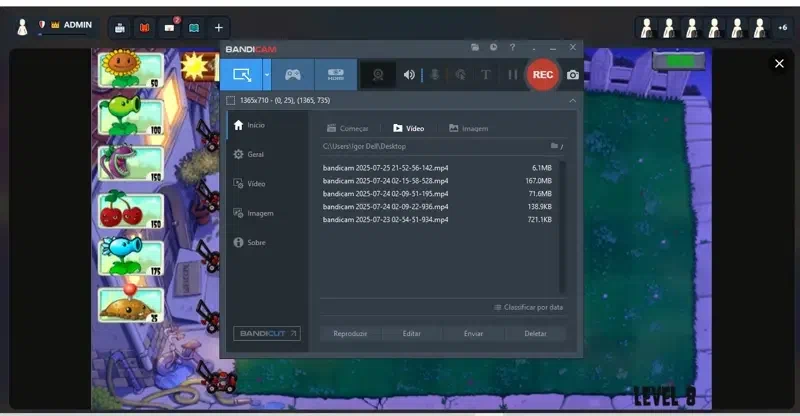 ADMIN
2
+6
50
100
150
150
175
25
BANDICAM
HDMI
REC
1365x710 - (0, 25), (1365, 735)
Início
Geral
Vídeo
Imagem
Sobre
BANDICUT
Começar
Vídeo
Imagem
C:\Users\Igor Dell\Desktop
bandicam 2025-07-25 21-52-56-142.mp4 6.1MB
bandicam 2025-07-24 02-15-58-528.mp4 167.0MB
bandicam 2025-07-24 02-09-51-195.mp4 71.6MB
bandicam 2025-07-24 02-09-22-936.mp4 138.9KB
bandicam 2025-07-23 02-54-51-934.mp4 721.1KB
Classificar por data
Reproduzir Editar Enviar Deletar
LEVEL 8